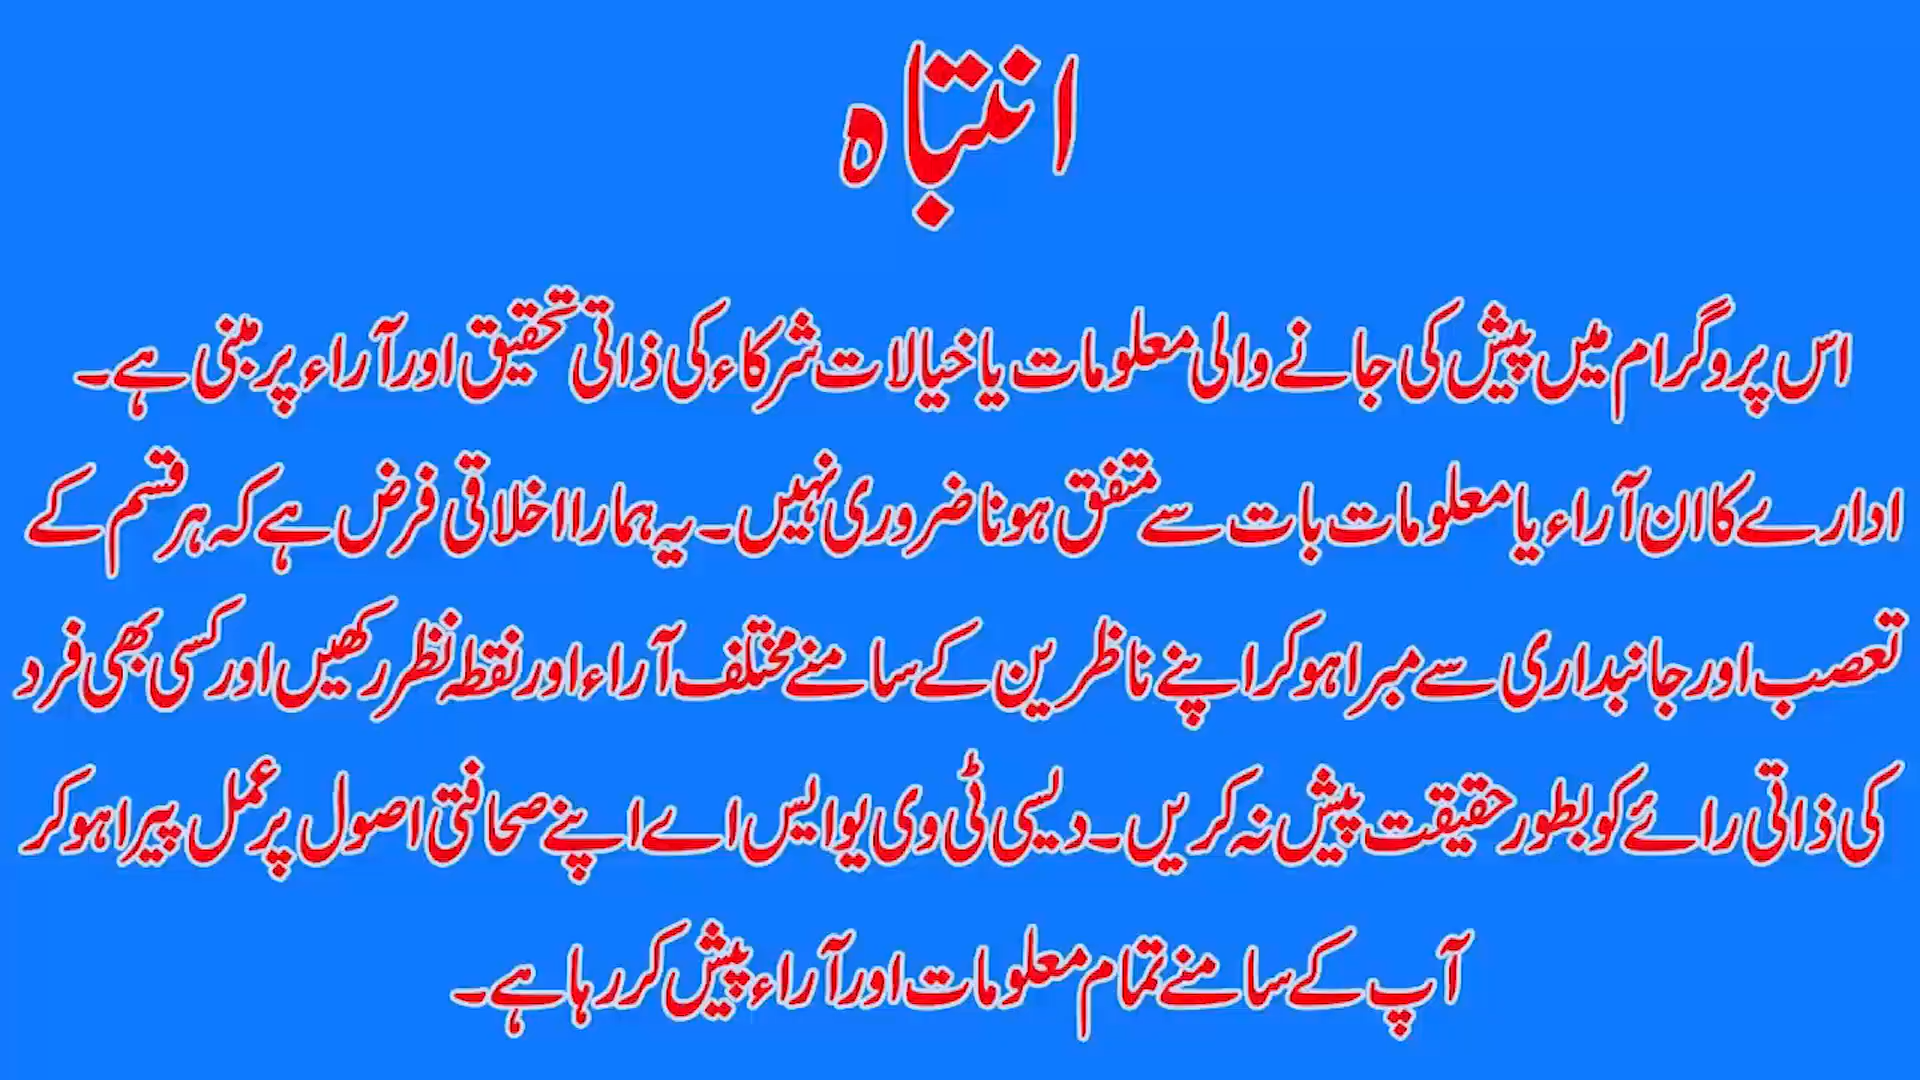 انتباہ
اس پروگرام میں پیش کی جانے والی معلومات یا خیالات شرکاء کی ذاتی تحقیق اور آراء پر مبنی ہے۔
ادارے کا ان آراء یا معلومات بات سے متفق ہونا ضروری نہیں۔ یہ ہمارا اخلاقی فرض ہے کہ ہر قسم کے
تعصب اور جانبداری سے مبرا ہو کر اپنے ناظرین کے سامنے مختلف آراء اور نقطہ نظر رکھیں اور کسی بھی فرد
کی ذاتی رائے کو بطور حقیقت پیش نہ کریں۔ دیسی ٹی وی یو ایس اے اپنے صحافتی اصول پر عمل پیرا ہو کر
آپ کے سامنے تمام معلومات اور آراء پیش کر رہا ہے۔